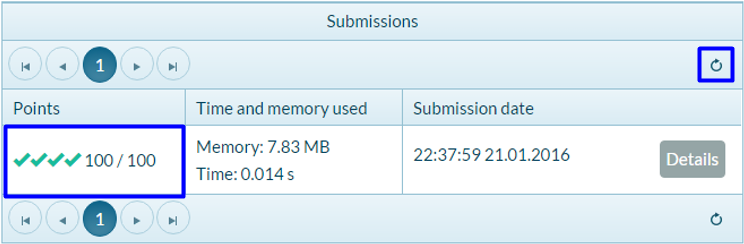 Submissions
1
Points Time and memory used Submission date
100 / 100 Memory: 7.83 MB 22:37:59 21.01.2016 Details
Time: 0.014 s
1